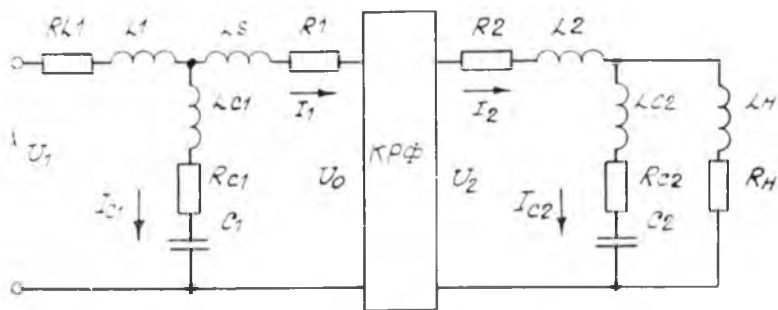 RL1 L1 LS R1
R2 L2
I1
I2
LC1
LC2
LH
U1
RC1
U0
КРФ
U2
RC2
RH
IC1
C1
IC2
C2